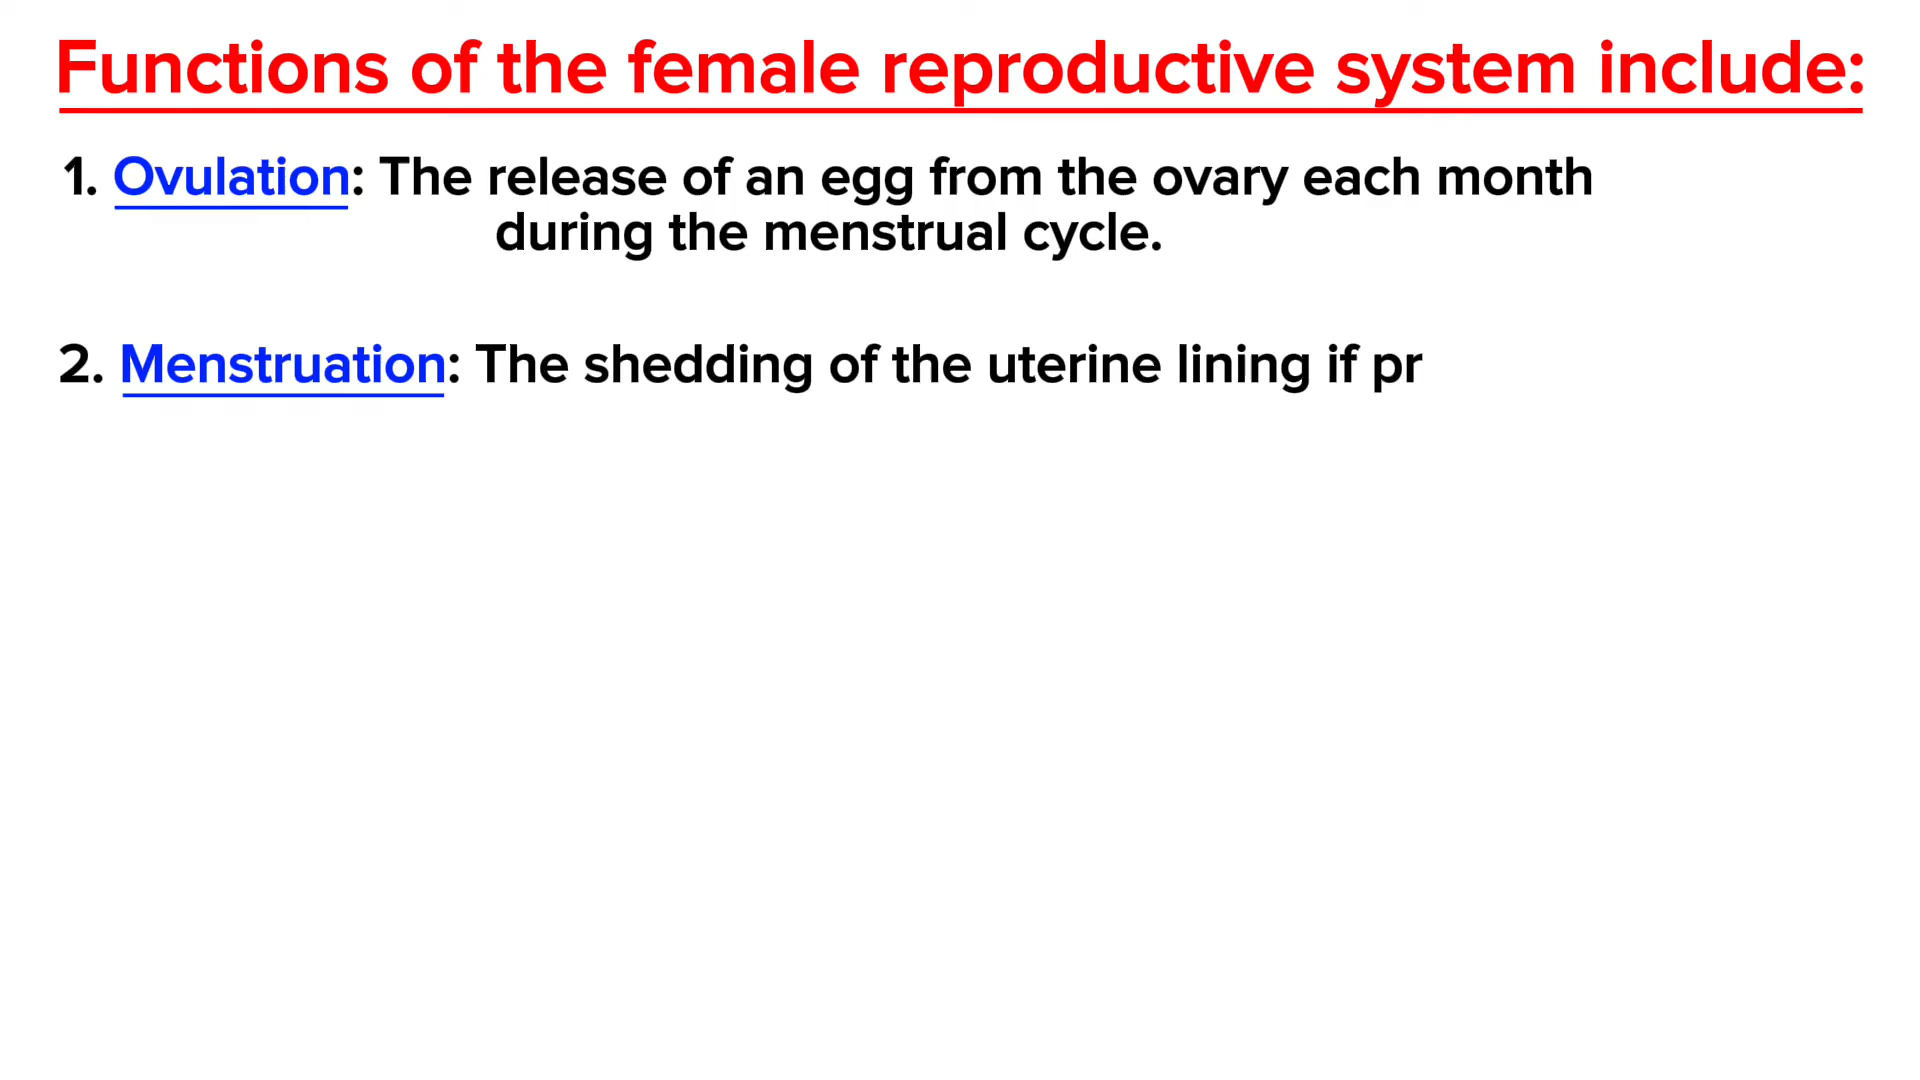 Functions of the female reproductive system include:
1. Ovulation: The release of an egg from the ovary each month
during the menstrual cycle.
2. Menstruation: The shedding of the uterine lining if pr